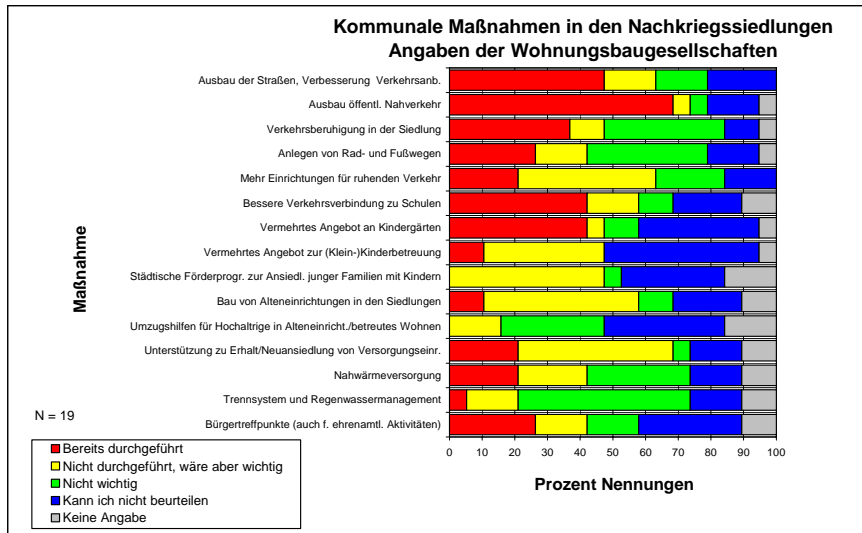 Kommunale Maßnahmen in den Nachkriegssiedlungen
Angaben der Wohnungsbaugesellschaften
Maßnahme
Ausbau der Straßen, Verbesserung Verkehrsanb.
Ausbau öffentl. Nahverkehr
Verkehrsberuhigung in der Siedlung
Anlegen von Rad- und Fußwegen
Mehr Einrichtungen für ruhenden Verkehr
Bessere Verkehrsverbindung zu Schulen
Vermehrtes Angebot an Kindergärten
Vermehrtes Angebot zur (Klein-)Kinderbetreuung
Städtische Förderprogr. zur Ansiedl. junger Familien mit Kindern
Bau von Alteneinrichtungen in den Siedlungen
Umzugshilfen für Hochaltrige in Alteneinricht./betreutes Wohnen
Unterstützung zu Erhalt/Neuansiedlung von Versorgungseinr.
Nahwärmeversorgung
Trennsystem und Regenwassermanagement
Bürgertreffpunkte (auch f. ehrenamtl. Aktivitäten)
N = 19
0 10 20 30 40 50 60 70 80 90 100
Prozent Nennungen
Bereits durchgeführt
Nicht durchgeführt, wäre aber wichtig
Nicht wichtig
Kann ich nicht beurteilen
Keine Angabe